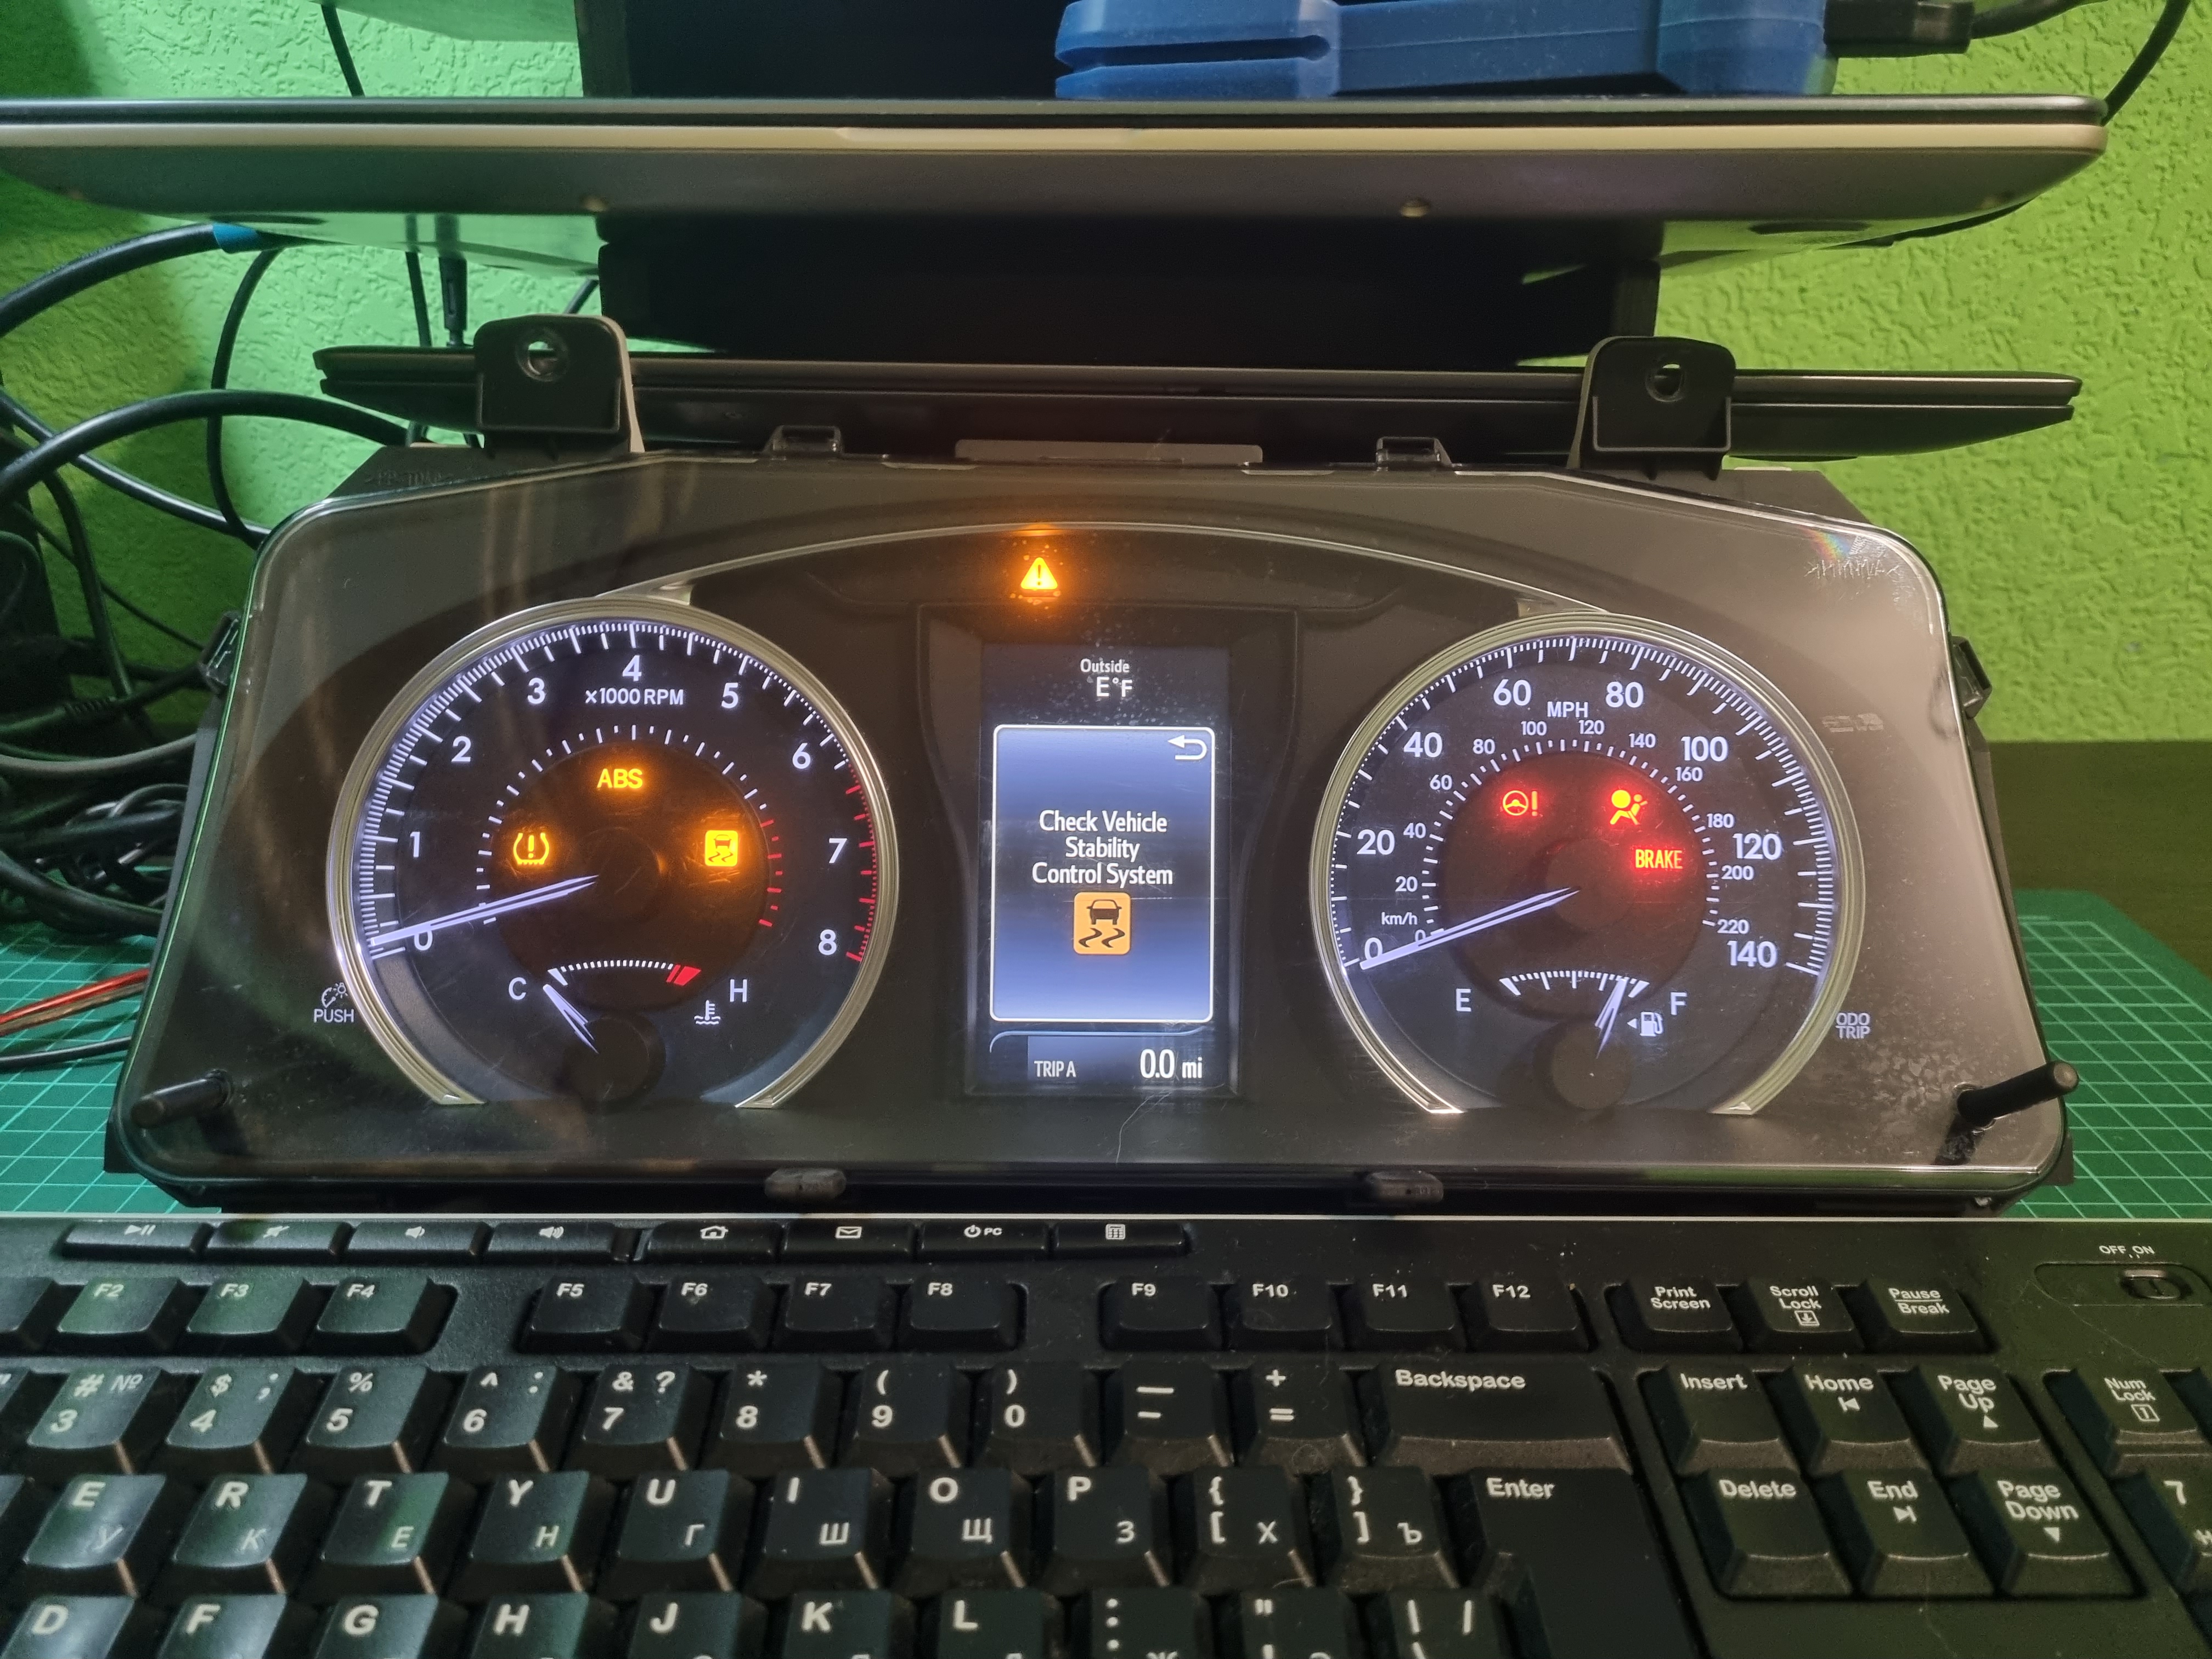 Outside
E°F
4
3
5
x1000 RPM
2
6
ABS
1
7
0
8
C
H
PUSH
Check Vehicle
Stability
Control System
TRIP A 0.0 mi
60
80
MPH
100
120
40
80
140
100
60
160
20
40
180
120
BRAKE
20
200
km/h
0
220
0
140
E
F
ODO
TRIP
PC
OFF ON
F2 F3 F4 F5 F6 F7 F8 F9 F10 F11 F12
Print
Screen
Scroll
Lock
Pause
Break
# №
3
$ ;
4
%
5
^ :
6
& ?
7
*
8
(
9
)
0
—
-
+
=
Backspace
Insert
Home
Page
Up
Num
Lock
1
E
У
R
К
T
Е
Y
Н
U
Г
I
Ш
O
Щ
P
З
{
[ Х
}
] Ъ
Enter
Delete
End
Page
Down
7
D F G H J K L : " | /